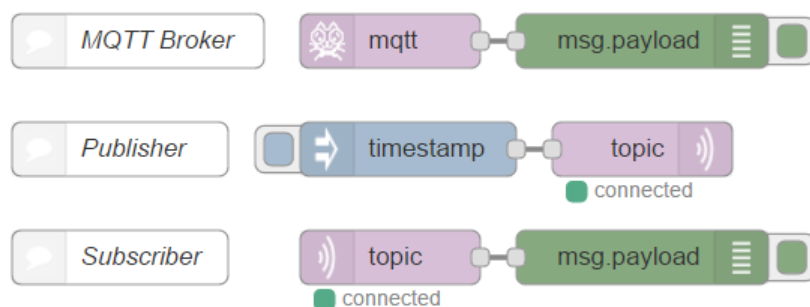 MQTT Broker mqtt msg.payload
Publisher timestamp topic
connected
Subscriber topic msg.payload
connected